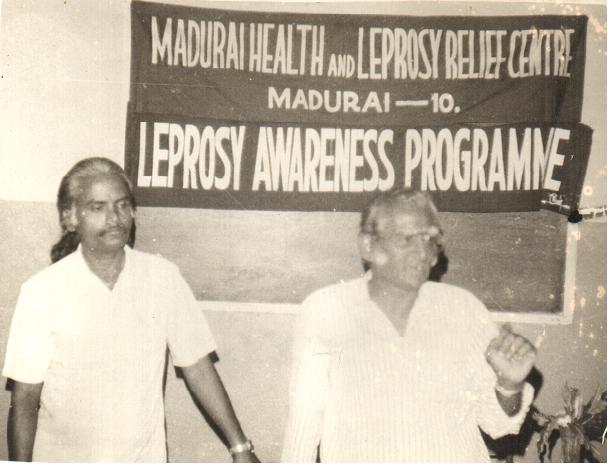 MADURAI HEALTH AND LEPROSY RELIEF CENTRE
MADURAI — 10.
LEPROSY AWARENESS PROGRAMME